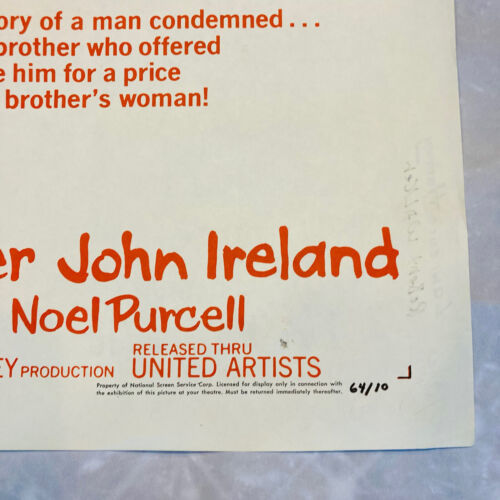 ory of a man condemned...
brother who offered
e him for a price
brother's woman!
er John Ireland
Noel Purcell
EY PRODUCTION
RELEASED THRU
UNITED ARTISTS
Property of National Screen Service Corp. Licensed for display only in connection with
the exhibition of this picture at your theatre. Must be returned immediately thereafter.
64/10